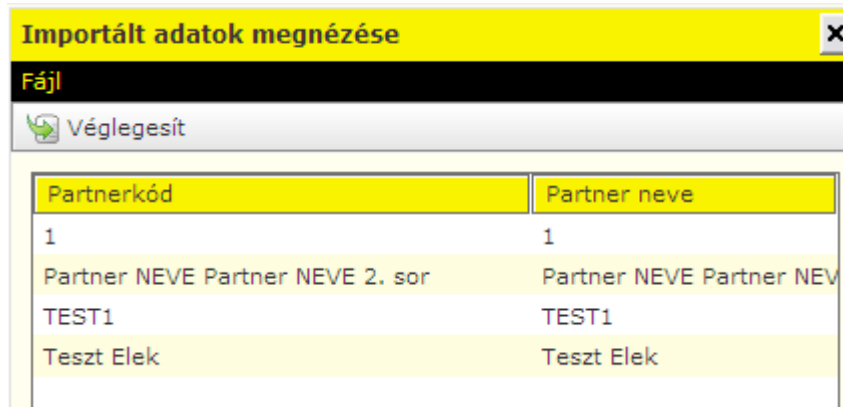 Importált adatok megnézése
Fájl
Véglegesít
Partnerkód Partner neve
1 1
Partner NEVE Partner NEVE 2. sor Partner NEVE Partner NEV
TEST1 TEST1
Teszt Elek Teszt Elek